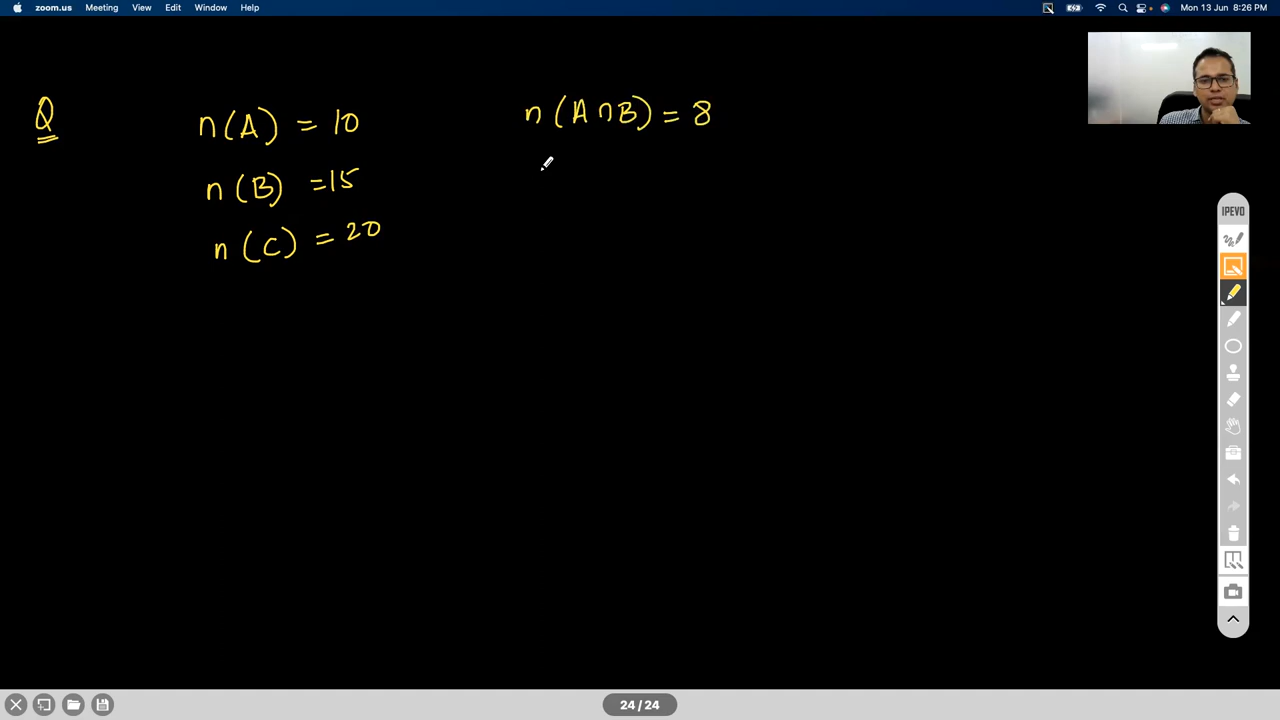 zoom.us Meeting View Edit Window Help Mon 13 Jun 8:26 PM
Q
n(A) = 10
n(B) = 15
n(C) = 20
n(A∩B) = 8
IPEVO
24 / 24